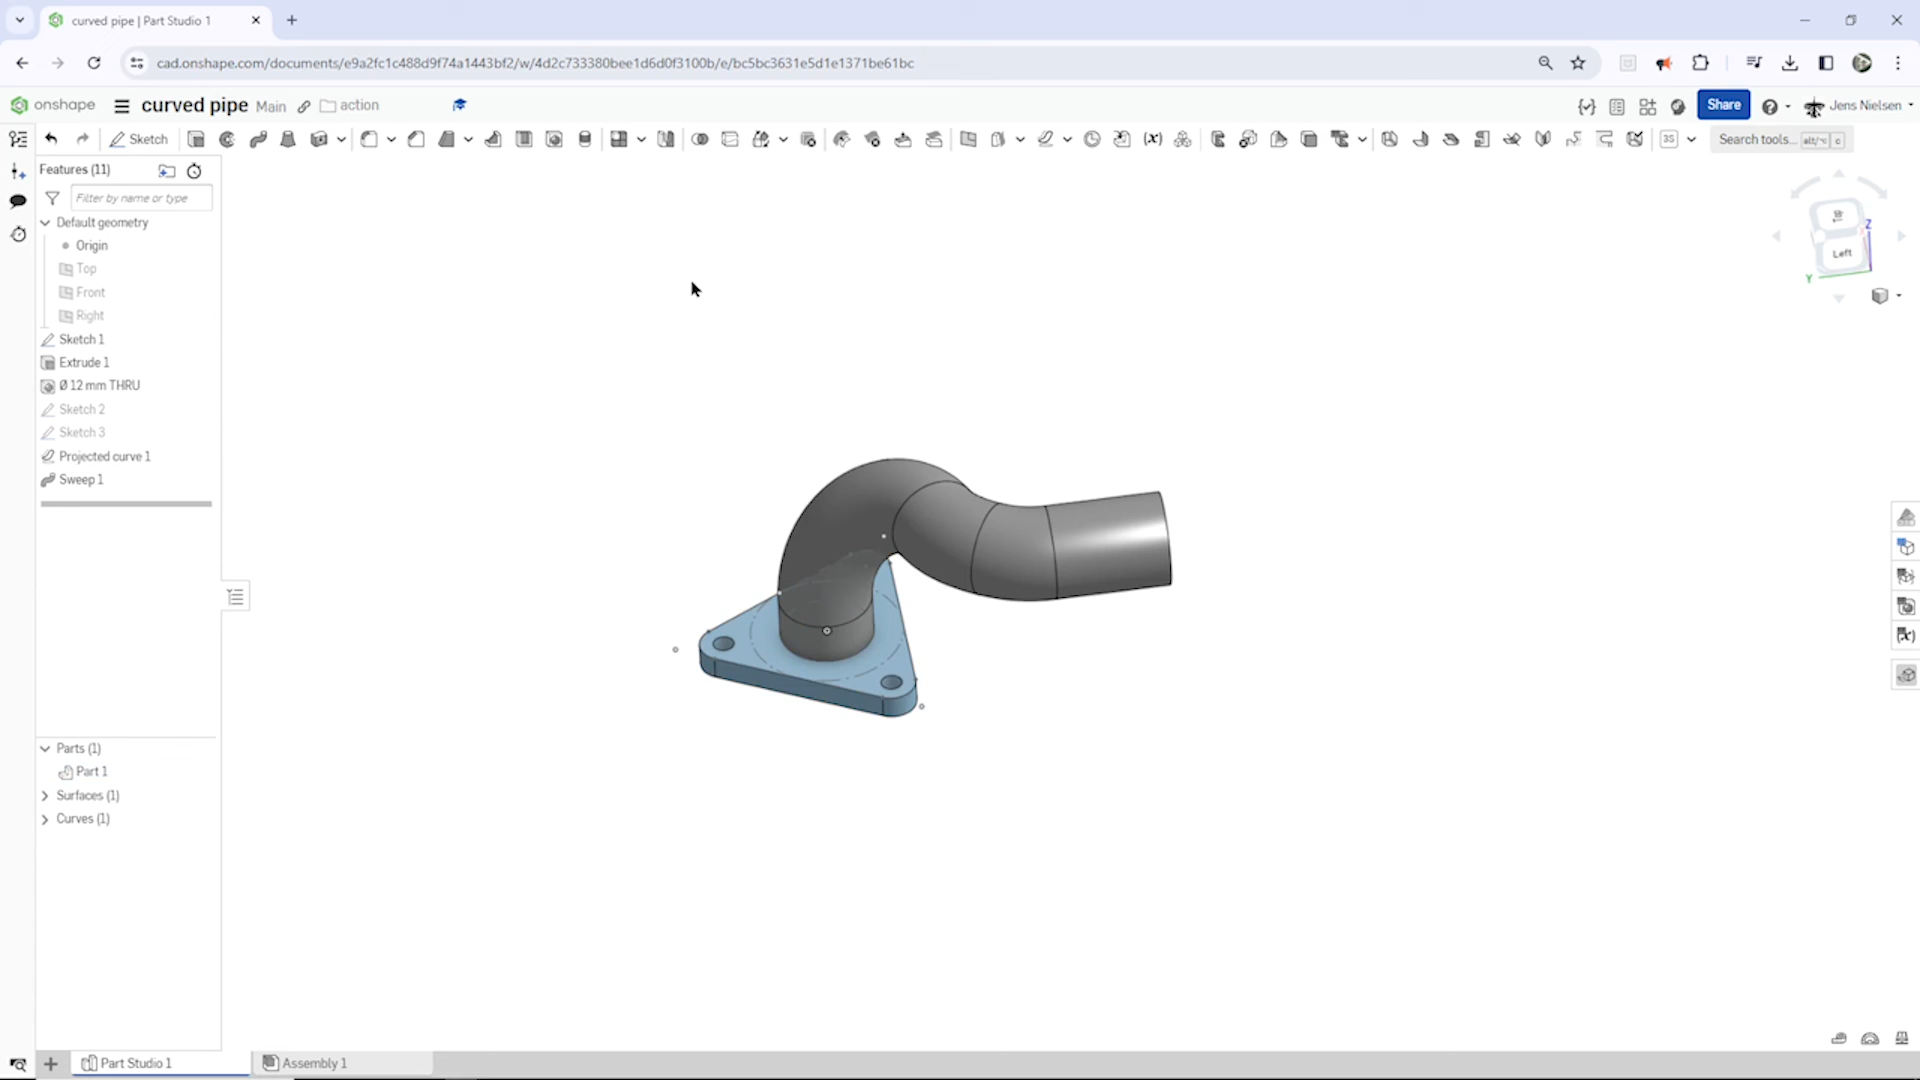 curved pipe | Part Studio 1
cad.onshape.com/documents/e9a2fc1c488d9f74a1443bf2/w/4d2c733380bee1d6d0f3100b/e/bc5bc3631e5d1e1371be61bc
onshape curved pipe Main action Share Jens Nielsen
Sketch (x) 3S Search tools... alt/⌥ c
Features (11)
Filter by name or type
Default geometry
Origin
Top
Front
Right
Sketch 1
Extrude 1
Ø 12 mm THRU
Sketch 2
Sketch 3
Projected curve 1
Sweep 1
Z
Left
Y
(x)
Parts (1)
Part 1
Surfaces (1)
Curves (1)
Part Studio 1
Assembly 1